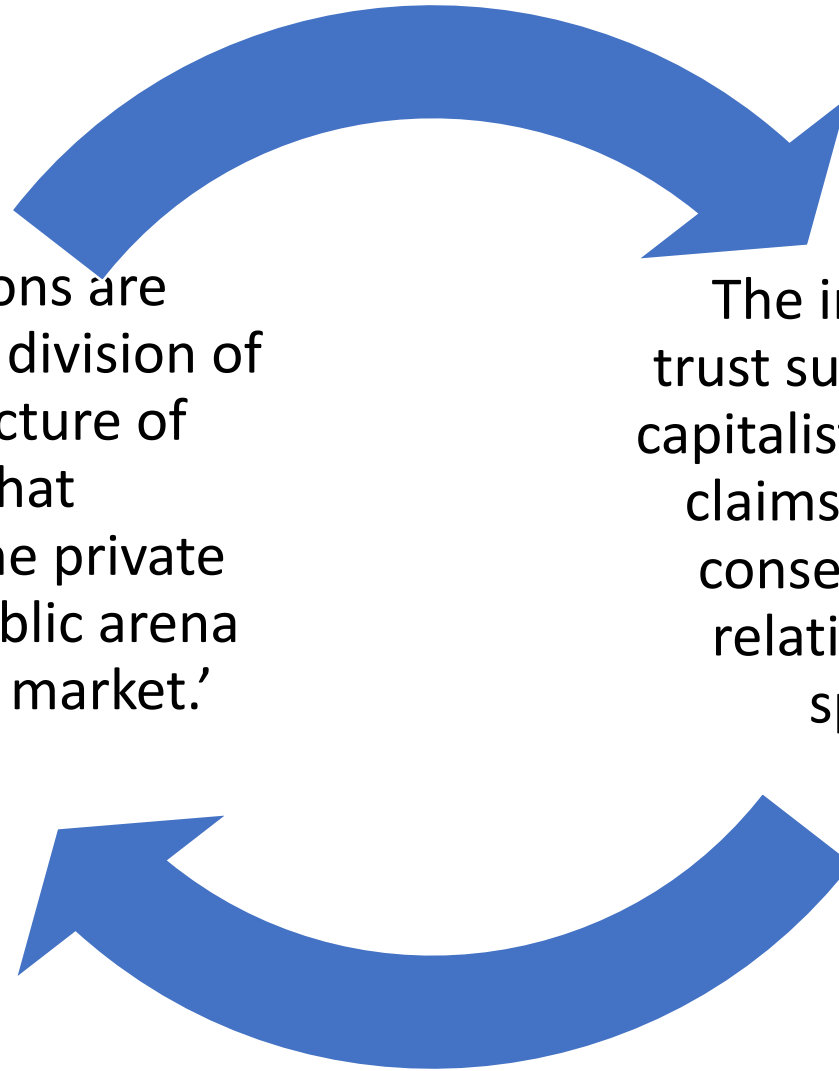 ons are
division of
cture of
hat
he private
blic arena
market.’
The i
trust su
capitalis
claims
conse
relati
sp